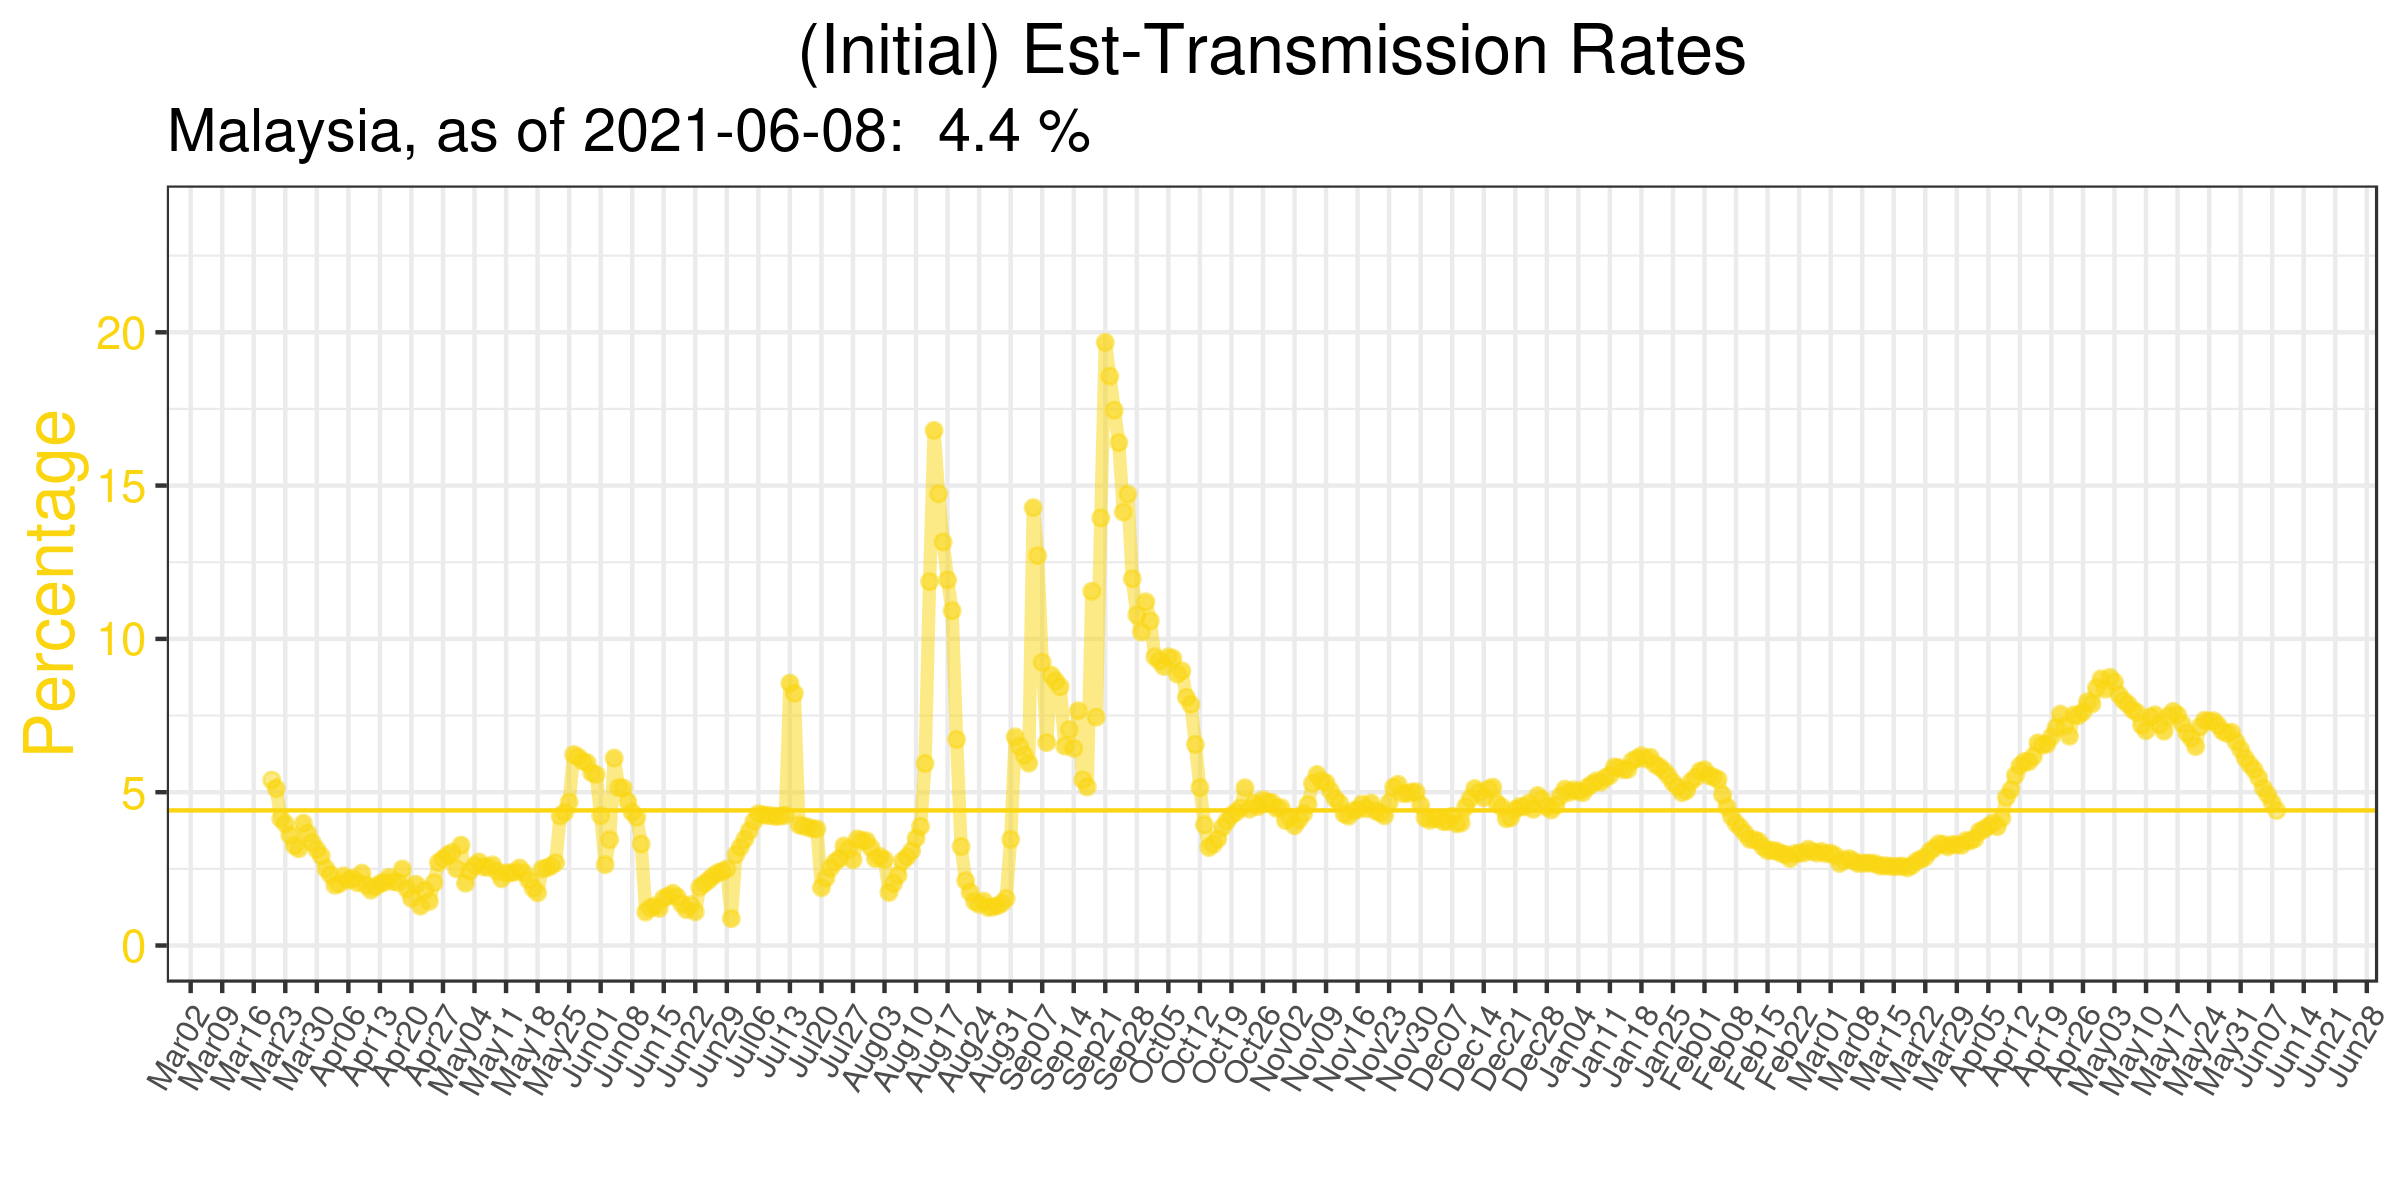 (Initial) Est-Transmission Rates
Malaysia, as of 2021-06-08:  4.4 %
Percentage
20
15
10
5
0
Mar02
Mar09
Mar16
Mar23
Mar30
Apr06
Apr13
Apr20
Apr27
May04
May11
May18
May25
Jun01
Jun08
Jun15
Jun22
Jun29
Jul06
Jul13
Jul20
Jul27
Aug03
Aug10
Aug17
Aug24
Aug31
Sep07
Sep14
Sep21
Sep28
Oct05
Oct12
Oct19
Oct26
Nov02
Nov09
Nov16
Nov23
Nov30
Dec07
Dec14
Dec21
Dec28
Jan04
Jan11
Jan18
Jan25
Feb01
Feb08
Feb15
Feb22
Mar01
Mar08
Mar15
Mar22
Mar29
Apr05
Apr12
Apr19
Apr26
May03
May10
May17
May24
May31
Jun07
Jun14
Jun21
Jun28